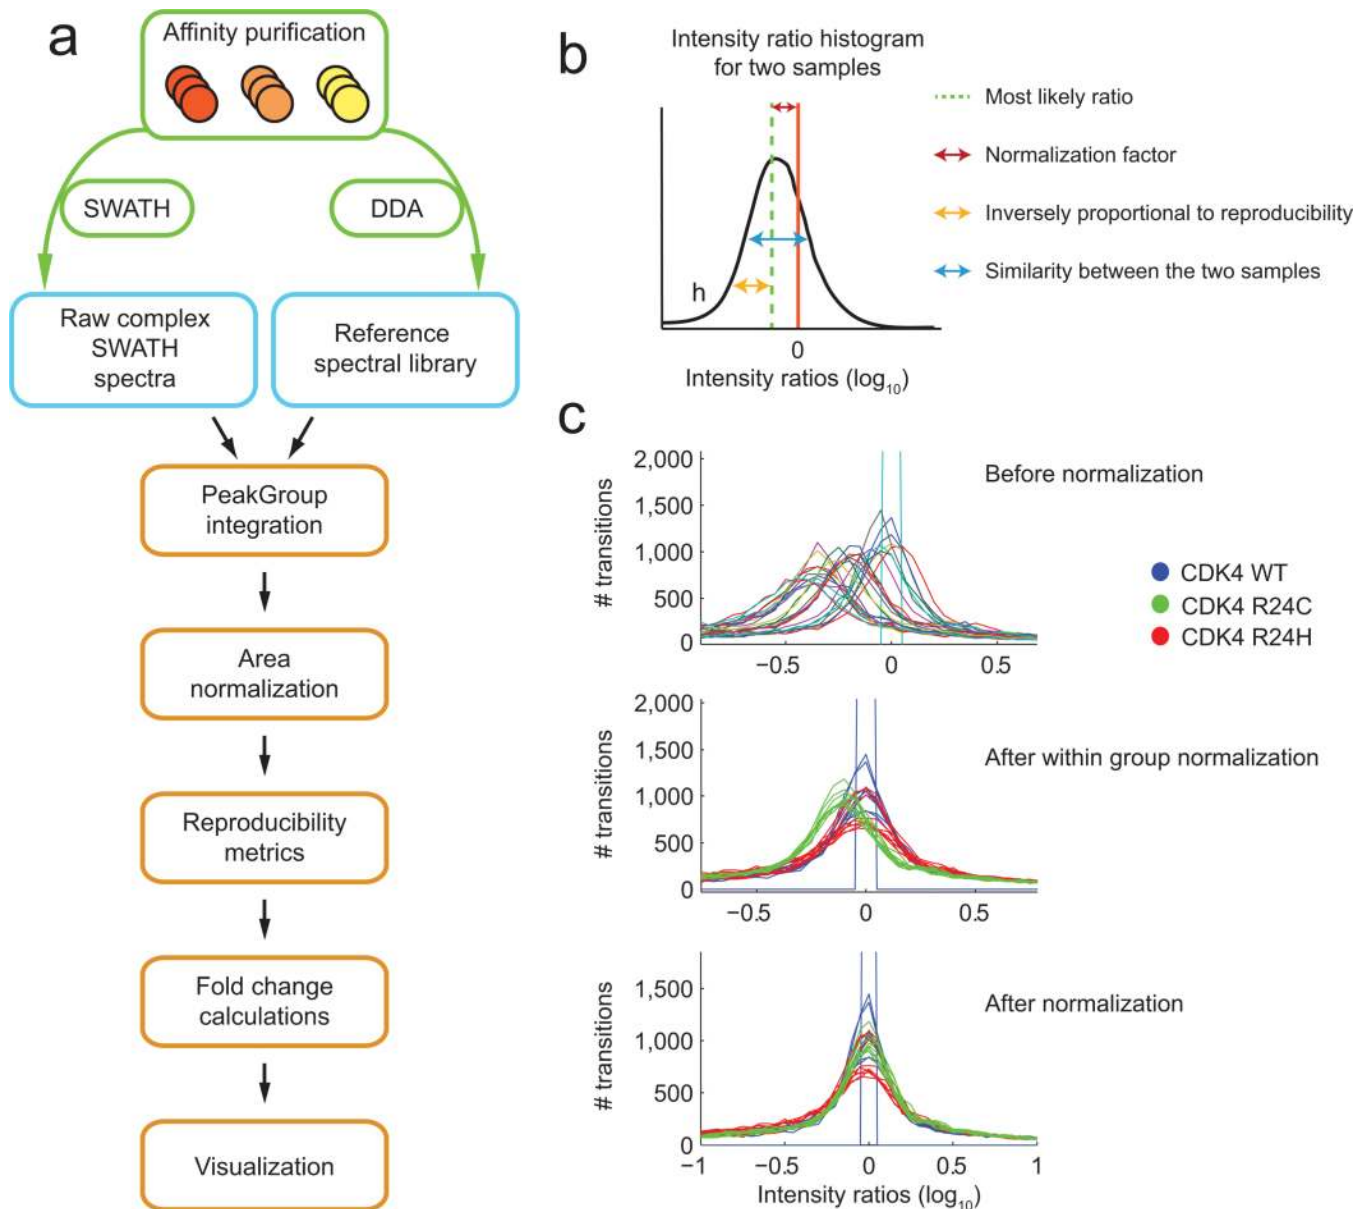 a
Affinity purification
SWATH
DDA
Raw complex
SWATH
spectra
Reference
spectral library
PeakGroup
integration
Area
normalization
Reproducibility
metrics
Fold change
calculations
Visualization
b
Intensity ratio histogram
for two samples
h
0
Intensity ratios (log₁₀)
Most likely ratio
Normalization factor
Inversely proportional to reproducibility
Similarity between the two samples
c
# transitions
2,000
1,500
1,000
500
0
−0.5
0
0.5
Before normalization
CDK4 WT
CDK4 R24C
CDK4 R24H
# transitions
2,000
1,500
1,000
500
0
−0.5
0
0.5
After within group normalization
# transitions
1,500
1,000
500
0
−1
−0.5
0
0.5
1
After normalization
Intensity ratios (log₁₀)